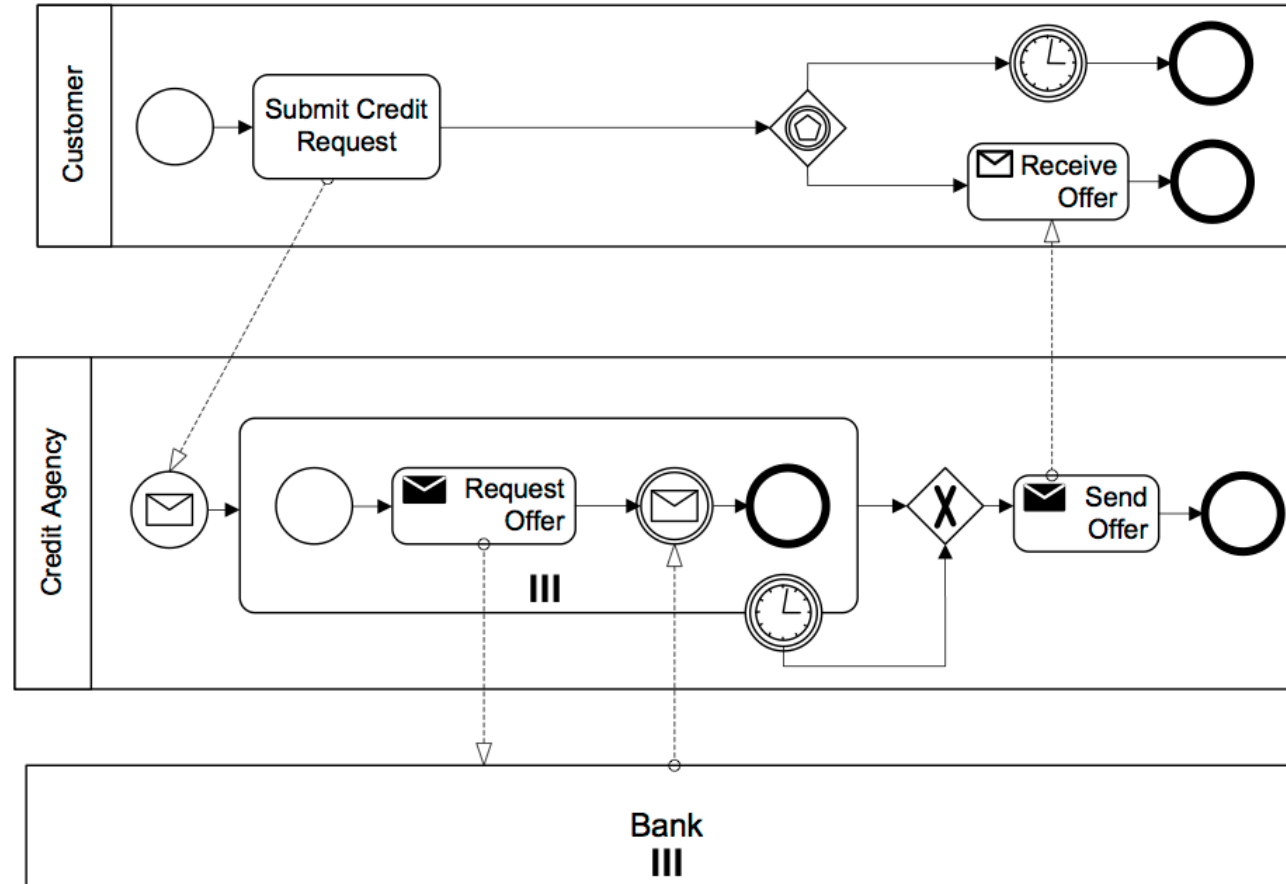 Customer
Submit Credit
Request
Receive
Offer
Credit Agency
Request
Offer
Send
Offer
Bank